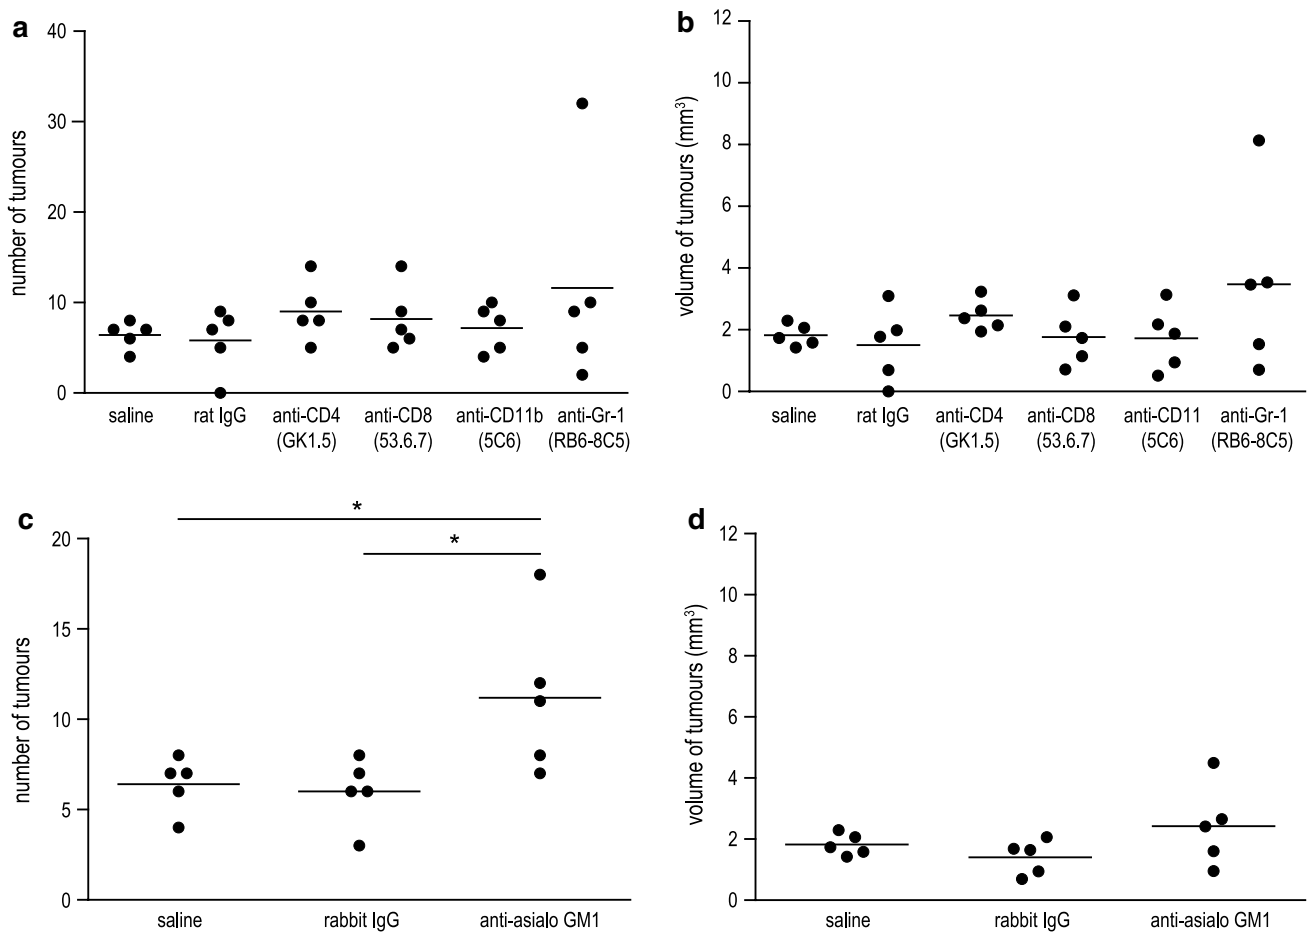 a
40
30
20
10
0
number of tumours
saline
rat IgG
anti-CD4
(GK1.5)
anti-CD8
(53.6.7)
anti-CD11b
(5C6)
anti-Gr-1
(RB6-8C5)
b
12
10
8
6
4
2
0
volume of tumours (mm³)
saline
rat IgG
anti-CD4
(GK1.5)
anti-CD8
(53.6.7)
anti-CD11
(5C6)
anti-Gr-1
(RB6-8C5)
c
*
*
20
15
10
5
0
number of tumours
saline
rabbit IgG
anti-asialo GM1
d
12
10
8
6
4
2
0
volume of tumours (mm³)
saline
rabbit IgG
anti-asialo GM1